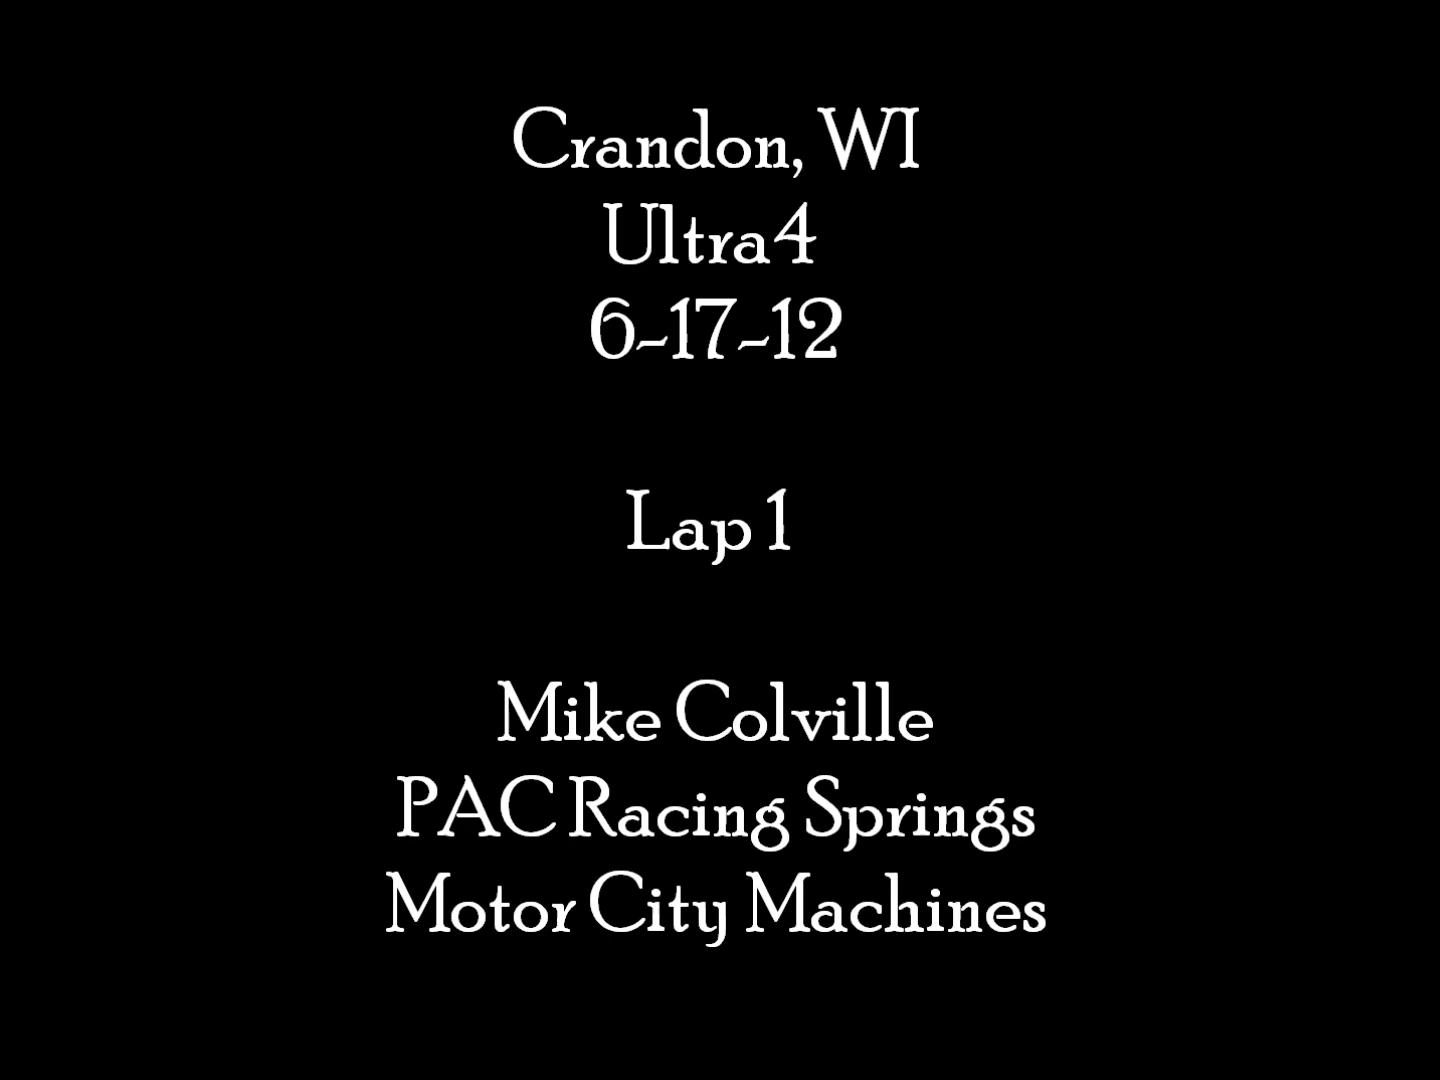 Crandon, WI
Ultra4
6-17-12
Lap 1
Mike Colville
PAC Racing Springs
Motor City Machines